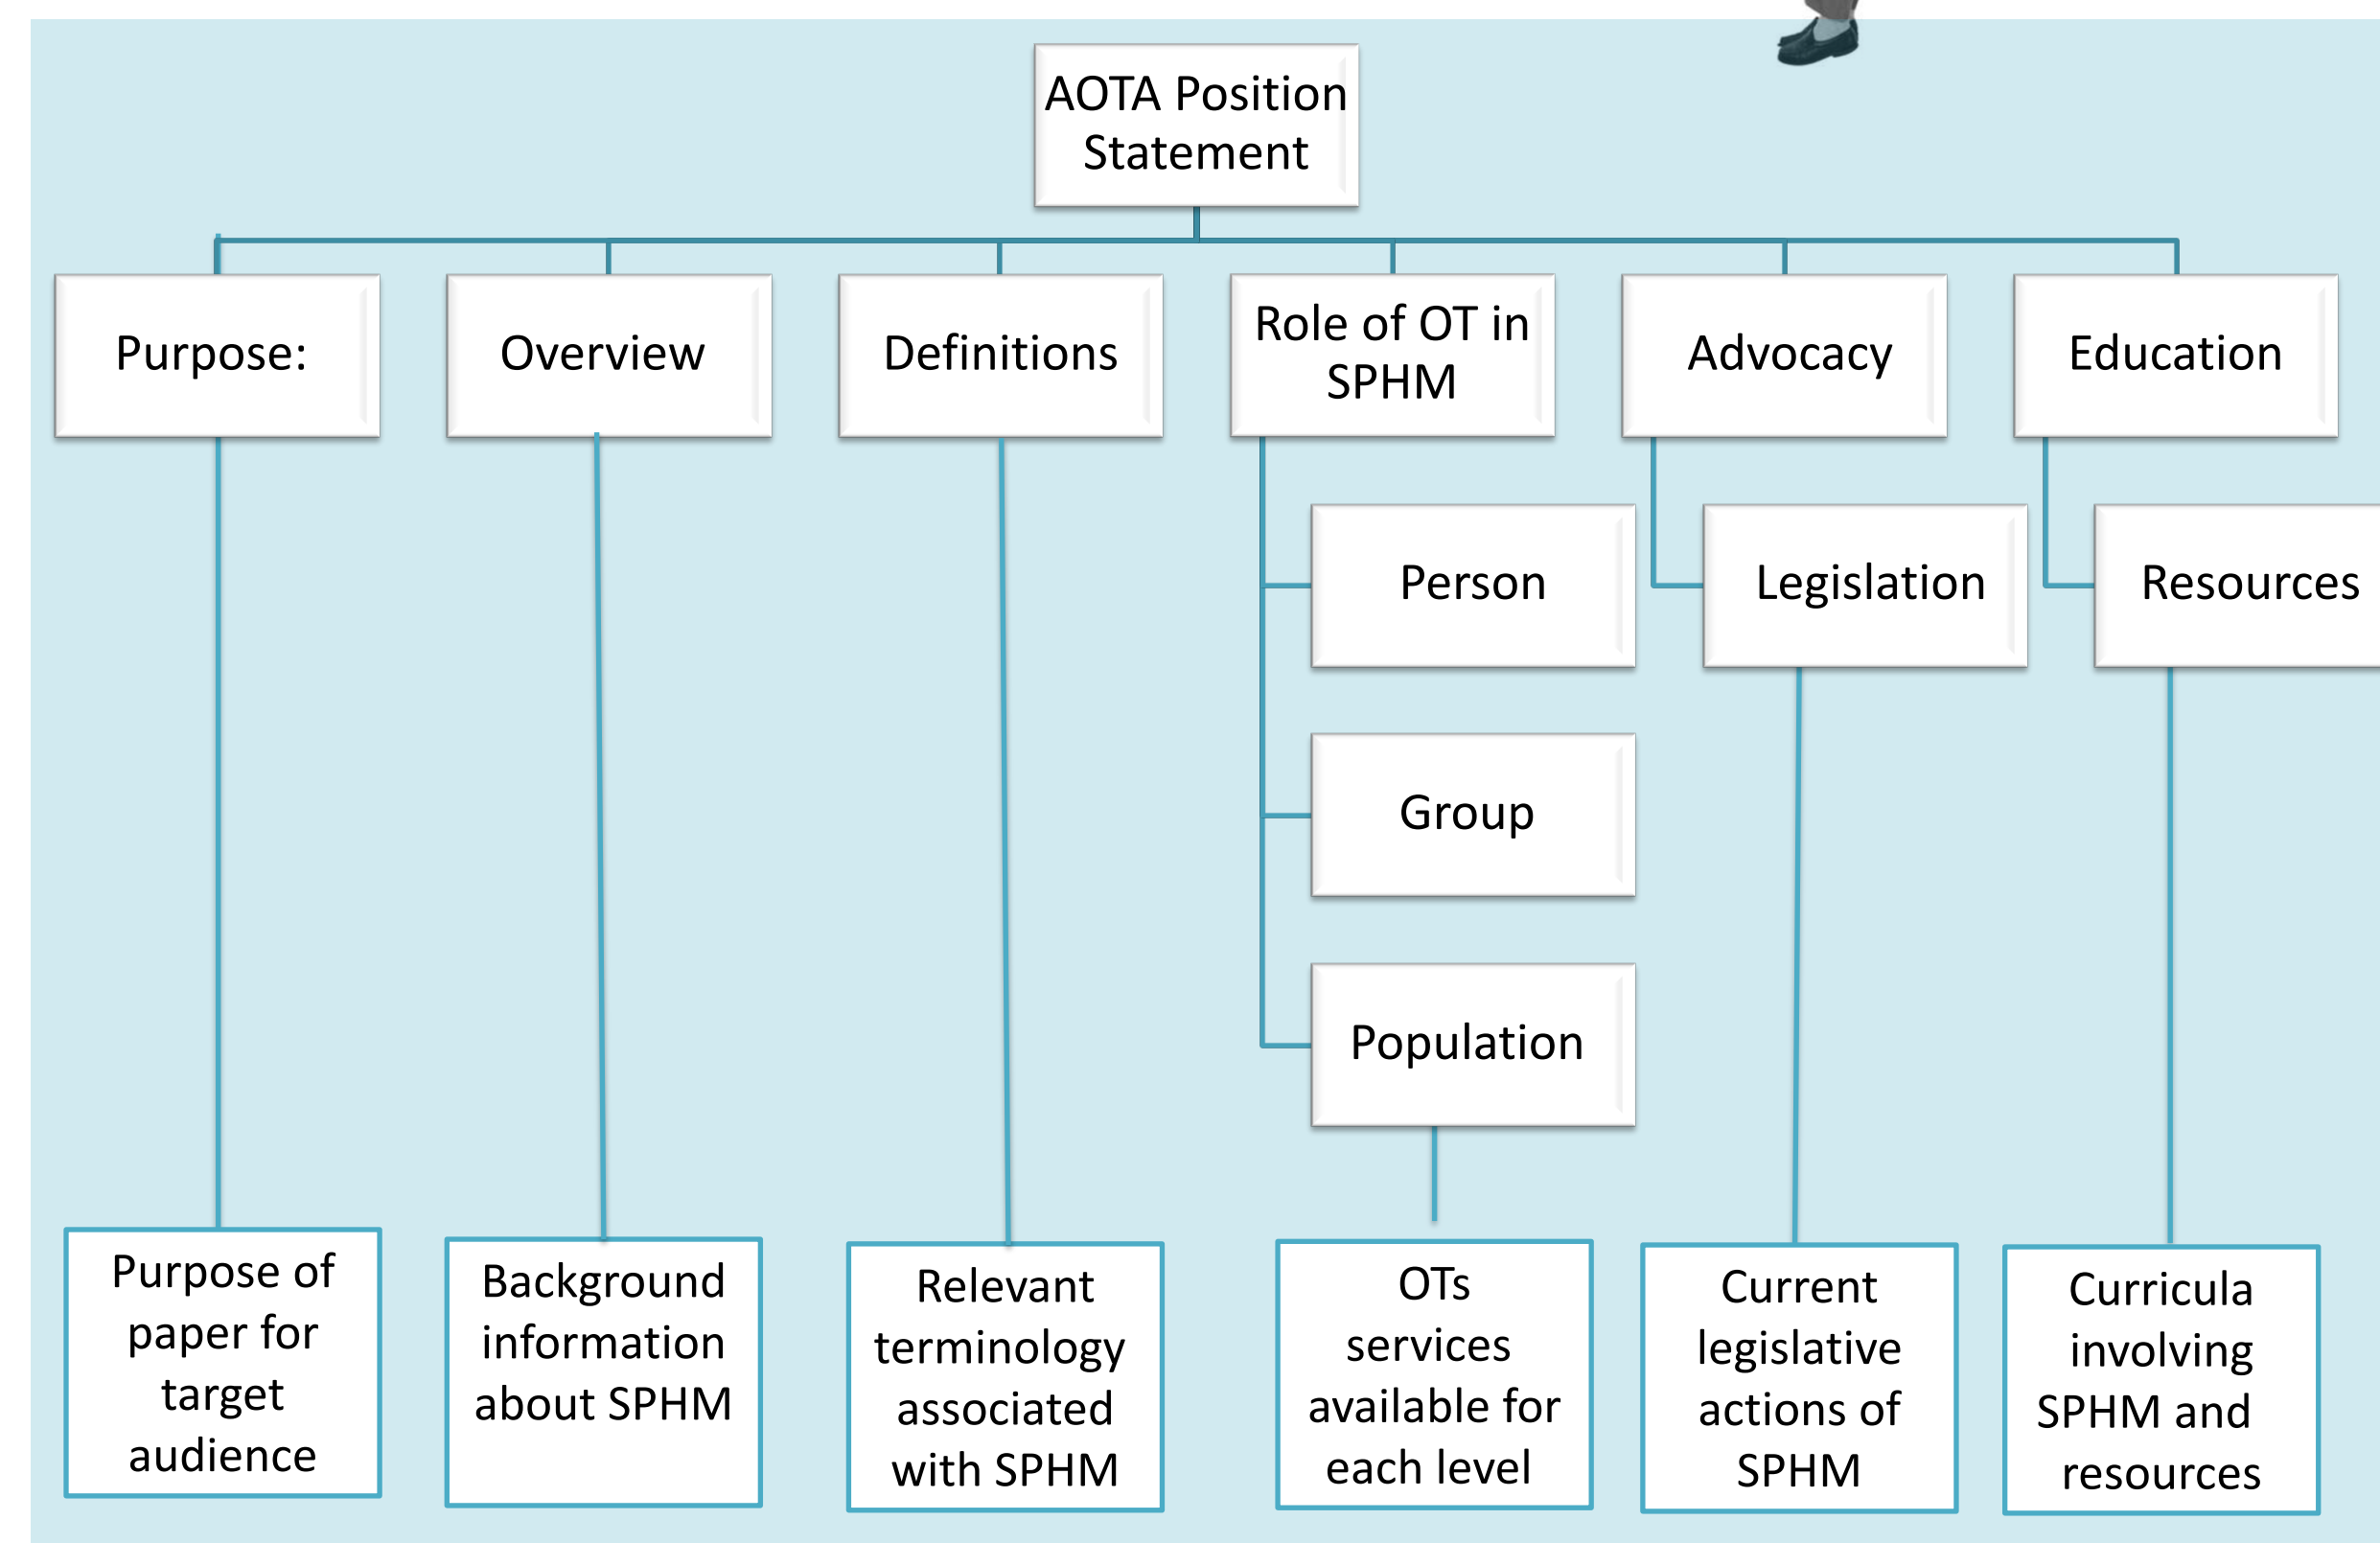 AOTA Position
Statement
Purpose:
Overview
Definitions
Role of OT in
SPHM
Advocacy
Education
Person
Legislation
Resources
Group
Population
Purpose of
paper for
target
audience
Background
information
about SPHM
Relevant
terminology
associated
with SPHM
OTs
services
available for
each level
Current
legislative
actions of
SPHM
Curricula
involving
SPHM and
resources